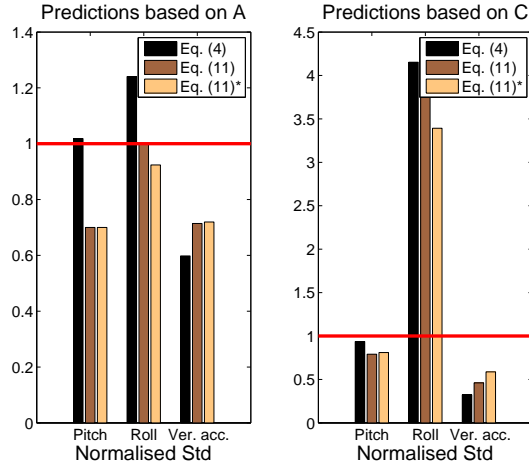 Predictions based on A
1.4
1.2
1
0.8
0.6
0.4
0.2
0
Eq. (4)
Eq. (11)
Eq. (11)*
Pitch Roll Ver. acc.
Normalised Std
Predictions based on C
4.5
4
3.5
3
2.5
2
1.5
1
0.5
0
Eq. (4)
Eq. (11)
Eq. (11)*
Pitch Roll Ver. acc.
Normalised Std